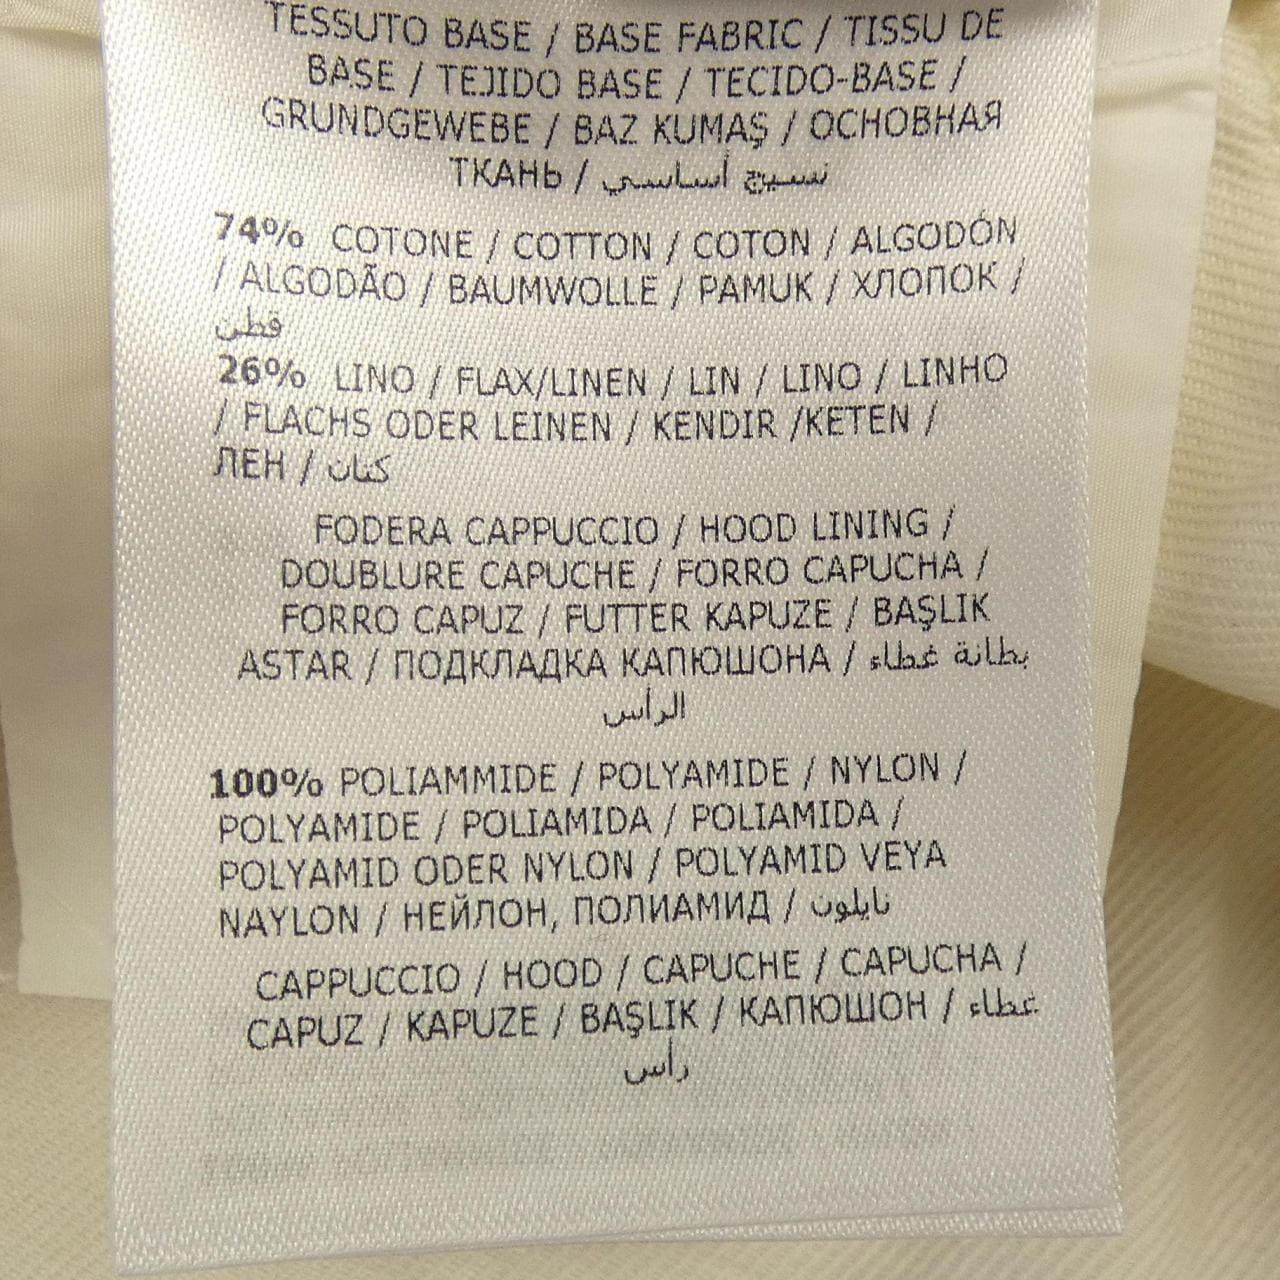 TESSUTO BASE / BASE FABRIC / TISSU DE
BASE / TEJIDO BASE / TECIDO-BASE /
GRUNDGEWEBE / BAZ KUMAŞ / ОСНОВНАЯ
ТКАНЬ / نسيج أساسي
74% COTONE / COTTON / COTON / ALGODÓN
/ ALGODÃO / BAUMWOLLE / PAMUK / ХЛОПОК /
قطن
26% LINO / FLAX/LINEN / LIN / LINO / LINHO
/ FLACHS ODER LEINEN / KENDIR /KETEN /
ЛЕН / كتان
FODERA CAPPUCCIO / HOOD LINING /
DOUBLURE CAPUCHE / FORRO CAPUCHA /
FORRO CAPUZ / FUTTER KAPUZE / BAŞLIK
ASTAR / ПОДКЛАДКА КАПЮШОНА / بطانة غطاء
الرأس
100% POLIAMMIDE / POLYAMIDE / NYLON /
POLYAMIDE / POLIAMIDA / POLIAMIDA /
POLYAMID ODER NYLON / POLYAMID VEYA
NAYLON / НЕЙЛОН, ПОЛИАМИД / نايلون
CAPPUCCIO / HOOD / CAPUCHE / CAPUCHA /
CAPUZ / KAPUZE / BAŞLIK / КАПЮШОН / غطاء
رأس